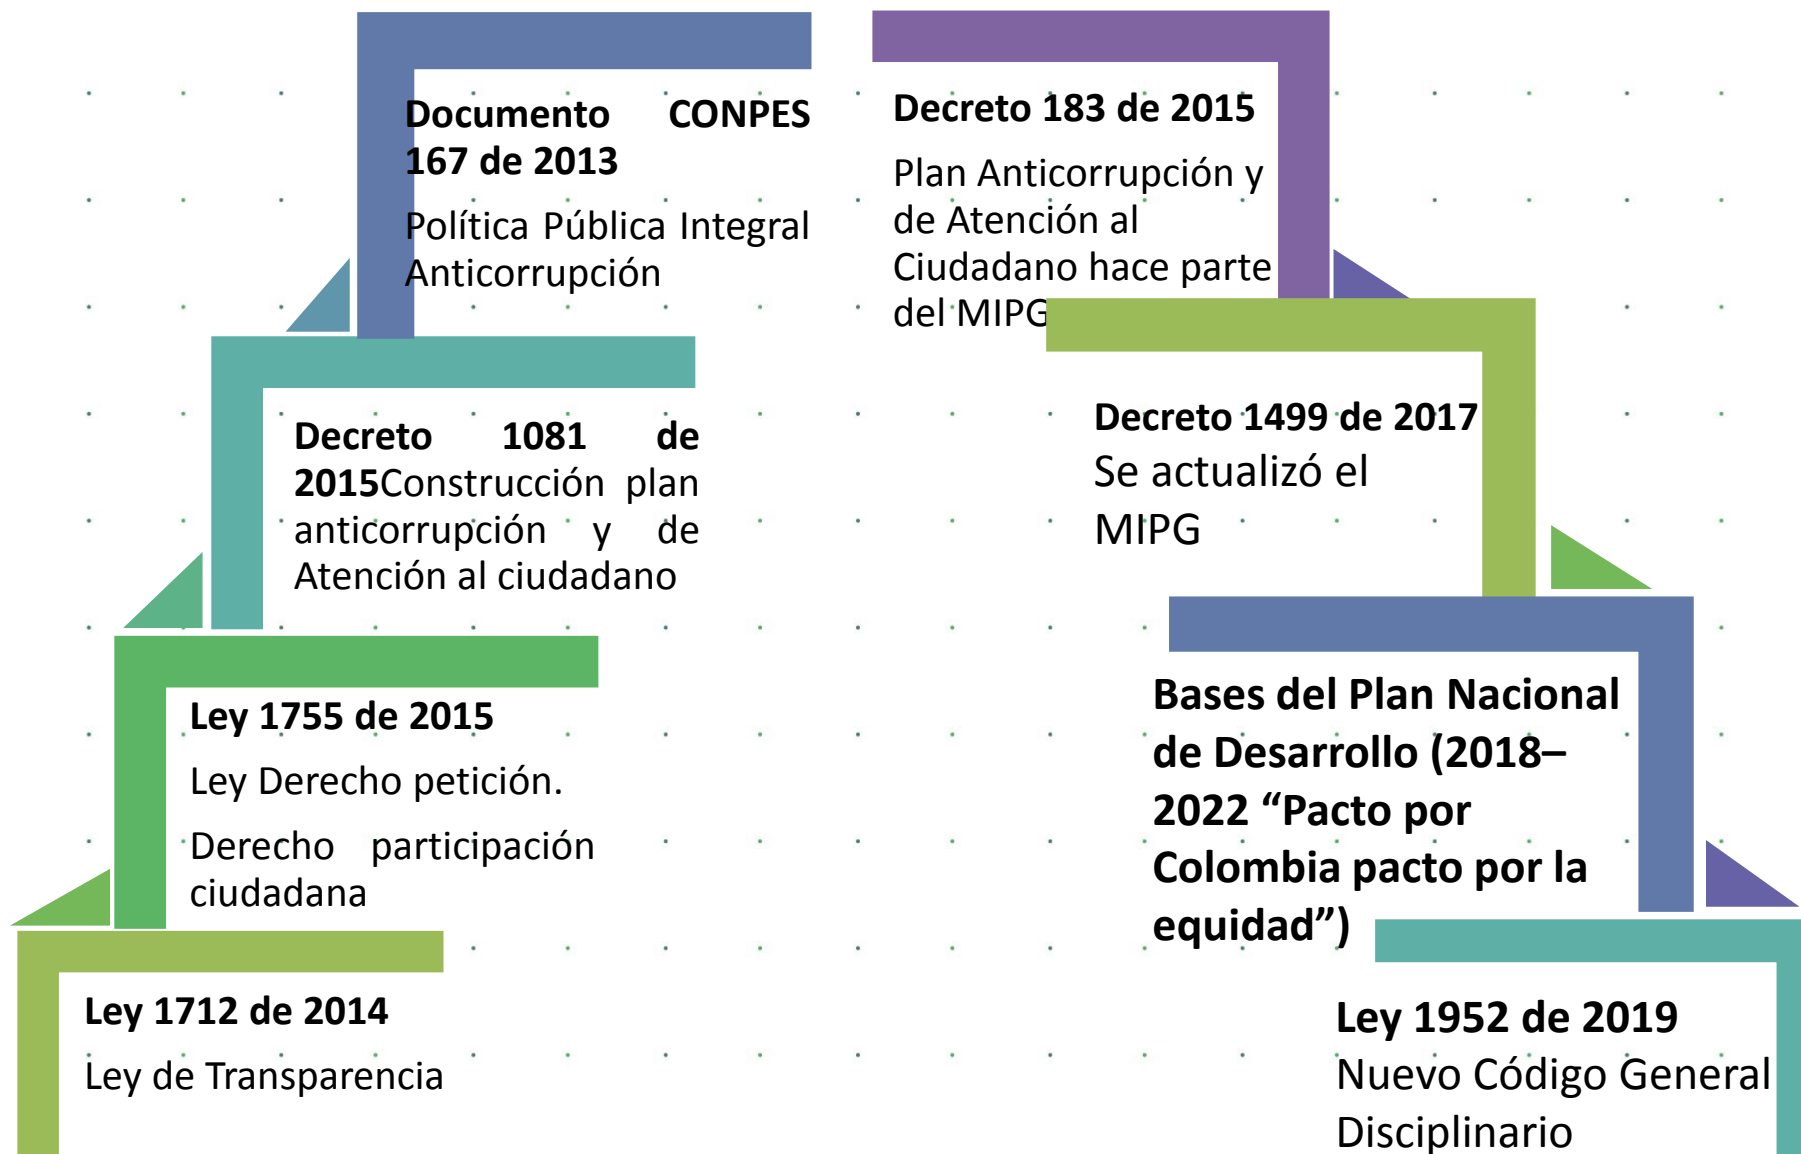 Documento CONPES
167 de 2013
Política Pública Integral
Anticorrupción
Decreto 1081 de
2015Construcción plan
anticorrupción y de
Atención al ciudadano
Ley 1755 de 2015
Ley Derecho petición.
Derecho participación
ciudadana
Ley 1712 de 2014
Ley de Transparencia
Decreto 183 de 2015
Plan Anticorrupción y
de Atención al
Ciudadano hace parte
del MIPG
Decreto 1499 de 2017
Se actualizó el
MIPG
Bases del Plan Nacional
de Desarrollo (2018–
2022 “Pacto por
Colombia pacto por la
equidad”)
Ley 1952 de 2019
Nuevo Código General
Disciplinario